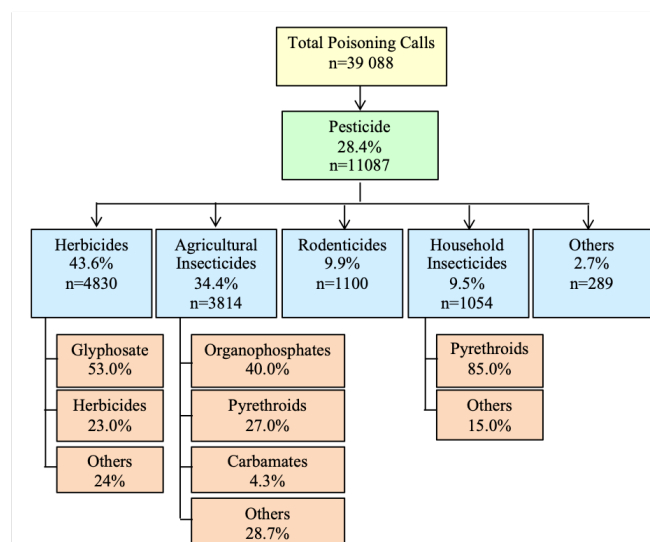 Total Poisoning Calls
n=39 088
Pesticide
28.4%
n=11087
Herbicides
43.6%
n=4830
Agricultural
Insecticides
34.4%
n=3814
Rodenticides
9.9%
n=1100
Household
Insecticides
9.5%
n=1054
Others
2.7%
n=289
Glyphosate
53.0%
Herbicides
23.0%
Others
24%
Organophosphates
40.0%
Pyrethroids
27.0%
Carbamates
4.3%
Others
28.7%
Pyrethroids
85.0%
Others
15.0%